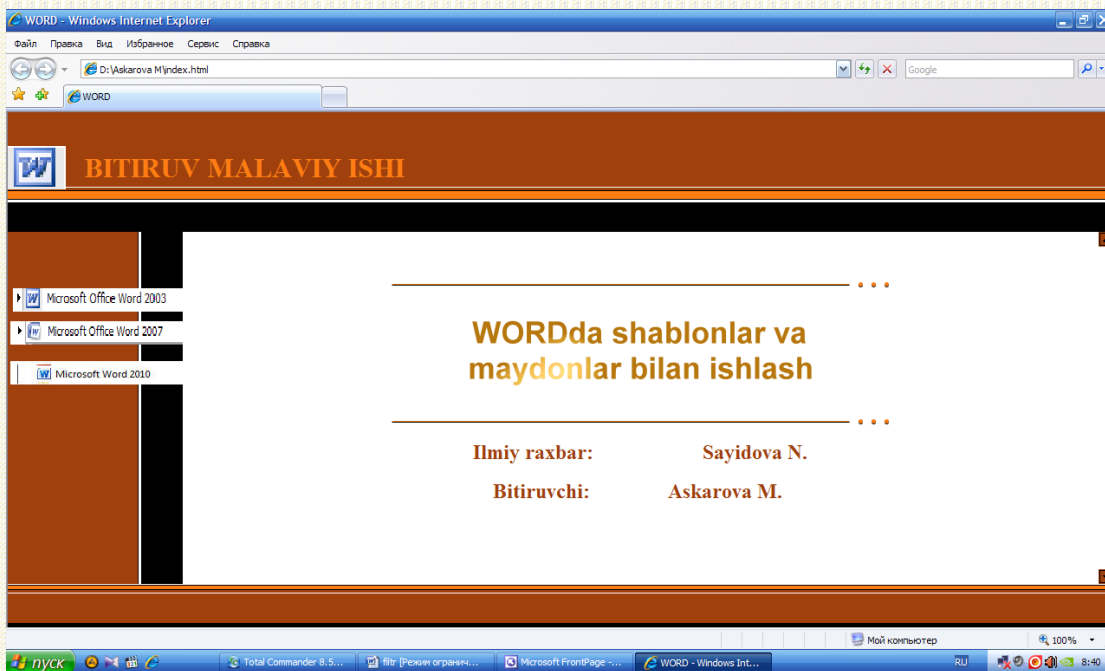 WORD - Windows Internet Explorer
Файл Правка Вид Избранное Сервис Справка
D:\Askarova M\index.html
Google
WORD
BITIRUV MALAVIY ISHI
Microsoft Office Word 2003
Microsoft Office Word 2007
Microsoft Word 2010
WORDda shablonlar va
maydonlar bilan ishlash
Ilmiy raxbar: Sayidova N.
Bitiruvchi: Askarova M.
Мой компьютер
100%
пуск
Total Commander 8.5...
filtr [Режим огранич...
Microsoft FrontPage -...
WORD - Windows Int...
RU
8:40